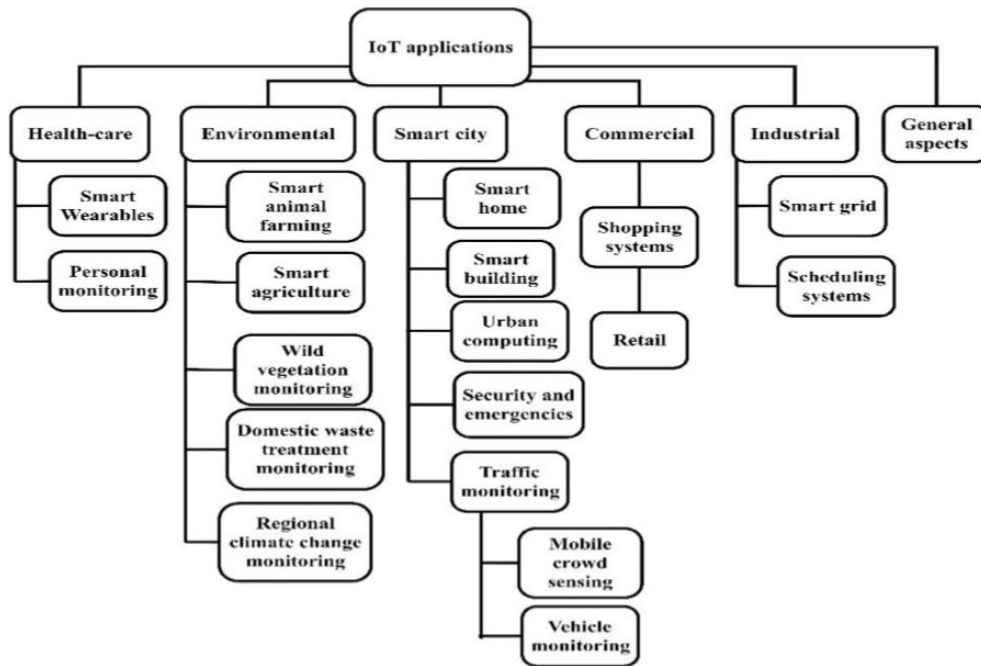 IoT applications
Health-care
Environmental
Smart city
Commercial
Industrial
General
aspects
Smart
Wearables
Personal
monitoring
Smart
animal
farming
Smart
agriculture
Wild
vegetation
monitoring
Domestic waste
treatment
monitoring
Regional
climate change
monitoring
Smart
home
Smart
building
Urban
computing
Security and
emergencies
Traffic
monitoring
Mobile
crowd
sensing
Vehicle
monitoring
Shopping
systems
Retail
Smart grid
Scheduling
systems